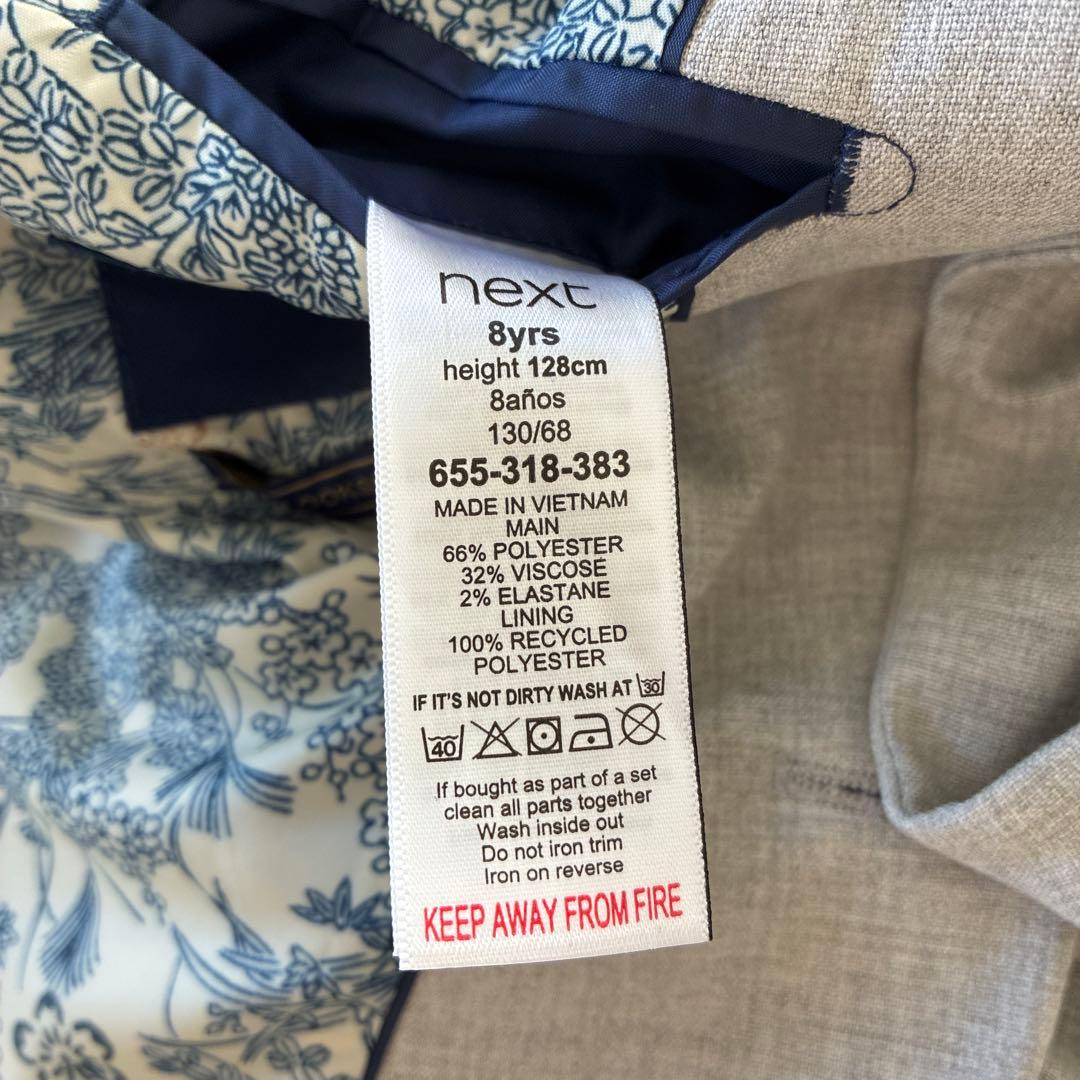 next
8yrs
height 128cm
8años
130/68
655-318-383
MADE IN VIETNAM
MAIN
66% POLYESTER
32% VISCOSE
2% ELASTANE
LINING
100% RECYCLED
POLYESTER
IF IT'S NOT DIRTY WASH AT 30
40
If bought as part of a set
clean all parts together
Wash inside out
Do not iron trim
Iron on reverse
KEEP AWAY FROM FIRE